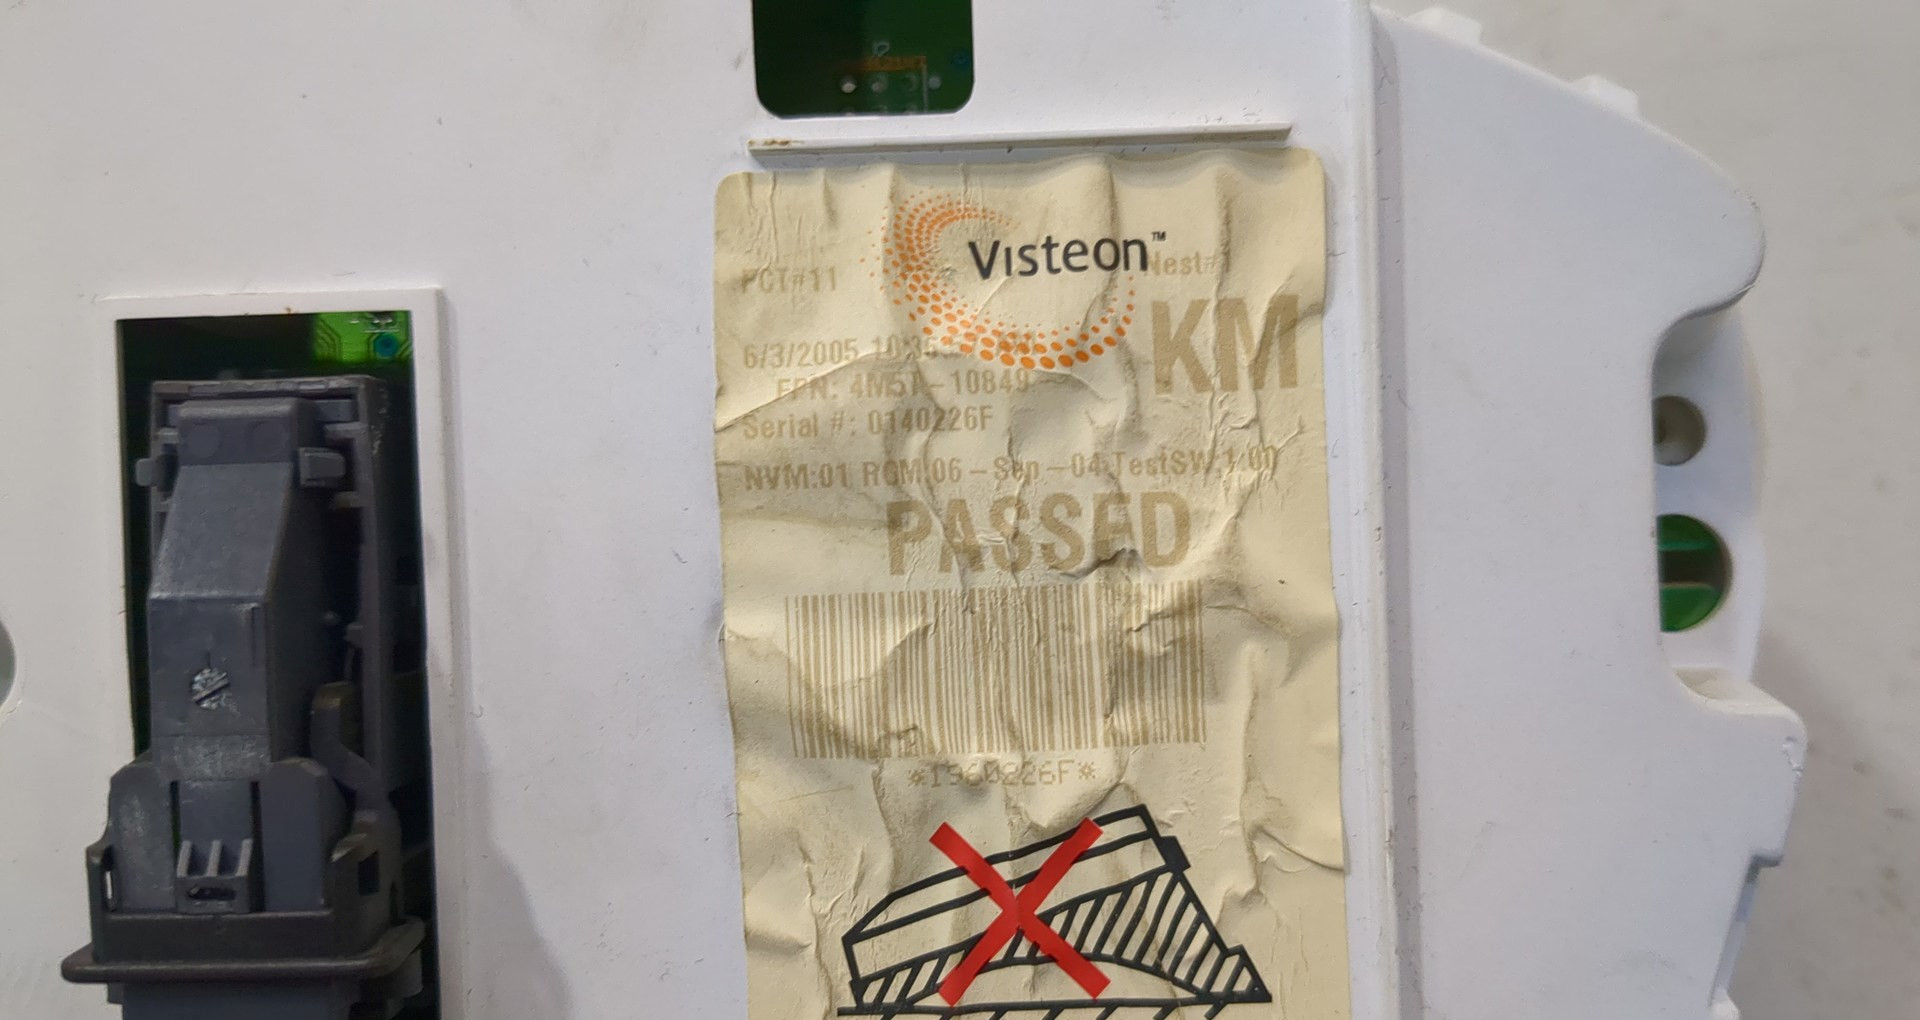 Visteon™
FCT#11 Nest#1
KM
6/3/2005
FPN: 4M5T-10849-
Serial #: 0140226F
NVM:01 ROM:06-Sep-04 TestSW:1.00
PASSED